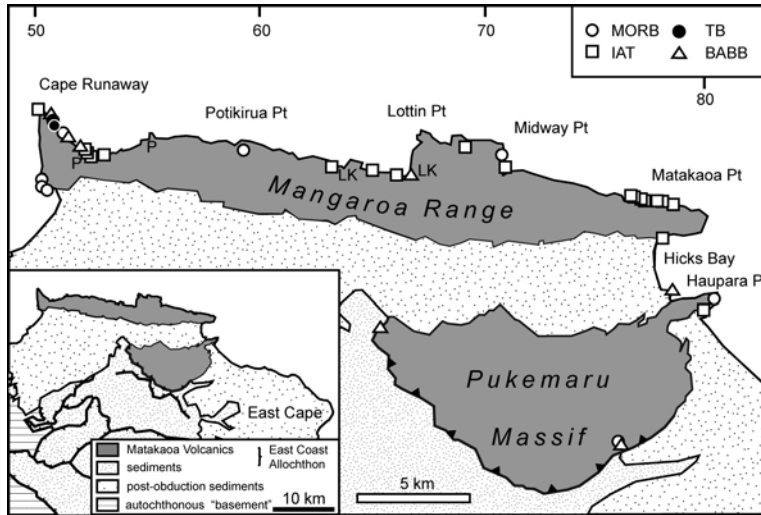 50 60 70 80
MORB TB
IAT BABB
Cape Runaway
Potikirua Pt
Lottin Pt
Midway Pt
Matakaoa Pt
P
P
LK
LK
Mangaroa Range
Hicks Bay
Haupara P
Pukemaru
Massif
East Cape
Matakaoa Volcanics
East Coast
sediments
Allochthon
post-obduction sediments
autochthonous "basement"
10 km
5 km